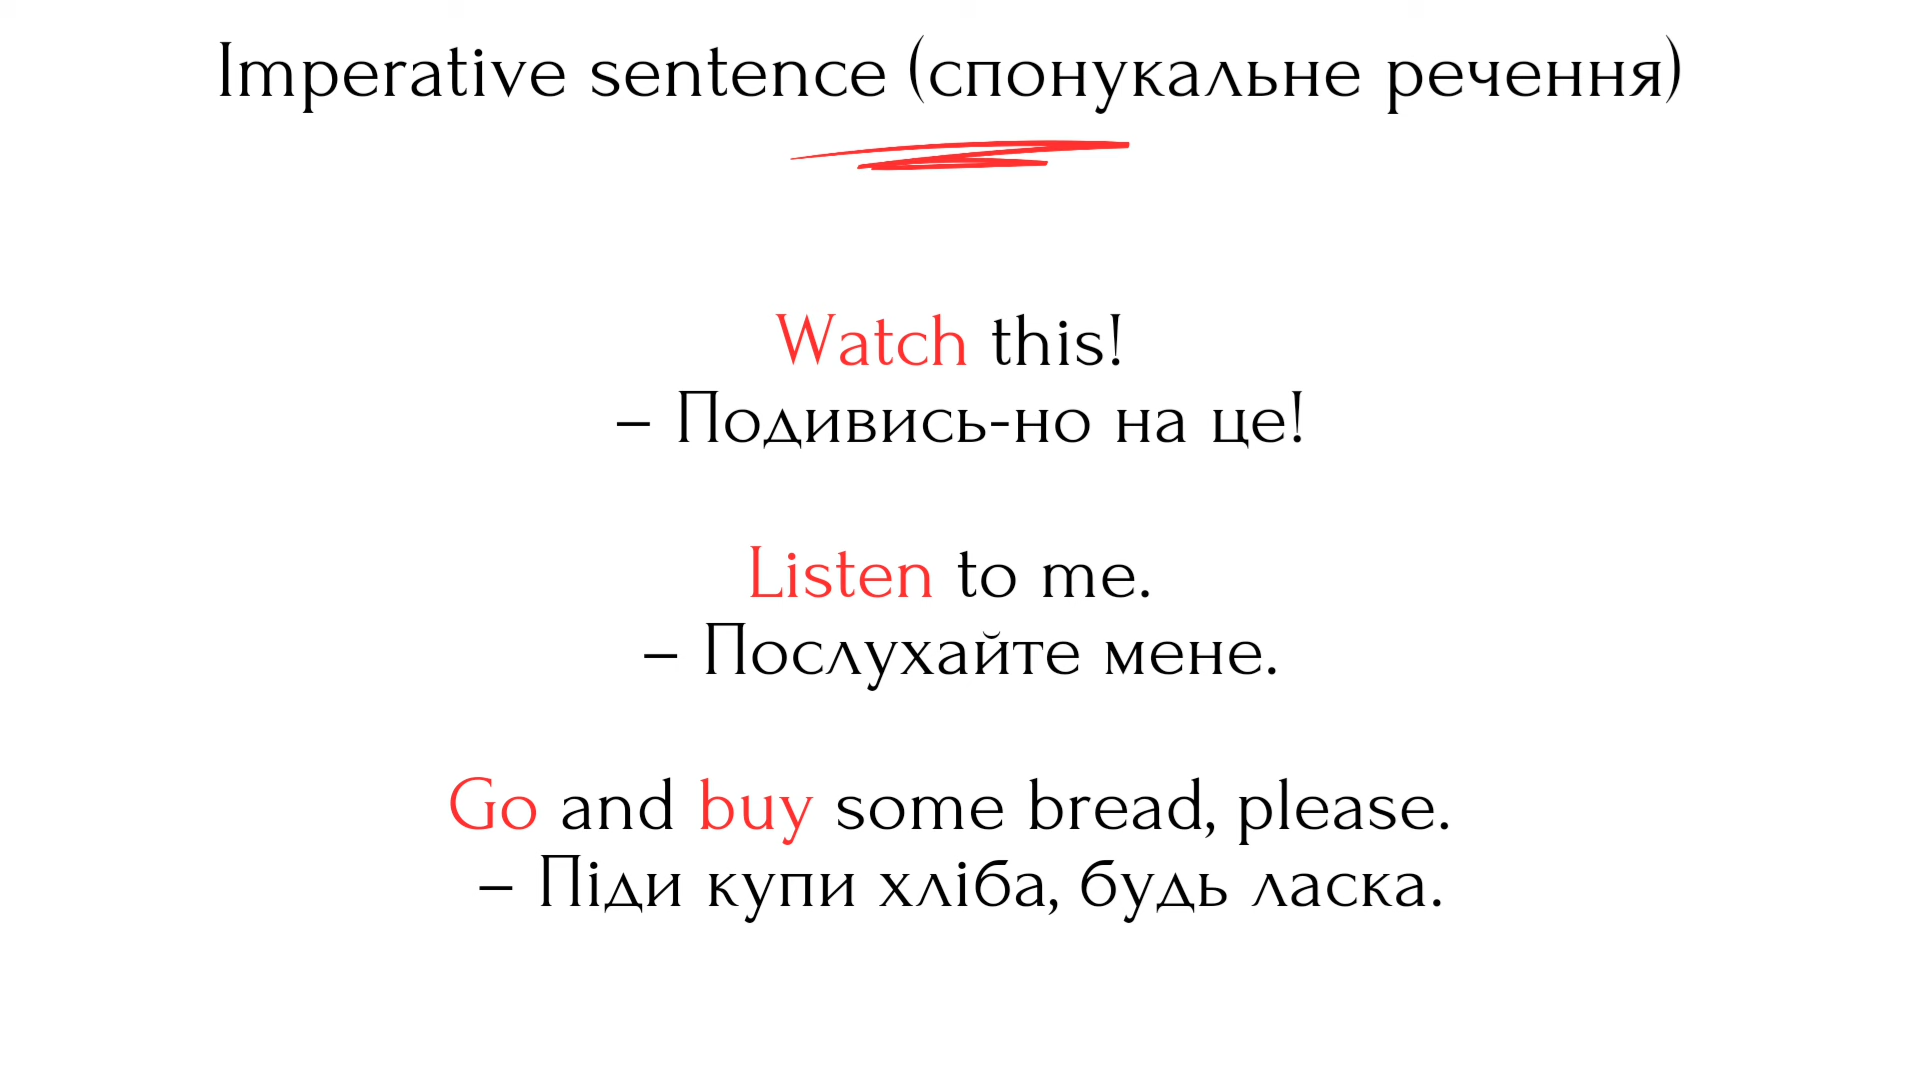 Imperative sentence (спонукальне речення)
Watch this!
– Подивись-но на це!
Listen to me.
– Послухайте мене.
Go and buy some bread, please.
– Піди купи хліба, будь ласка.